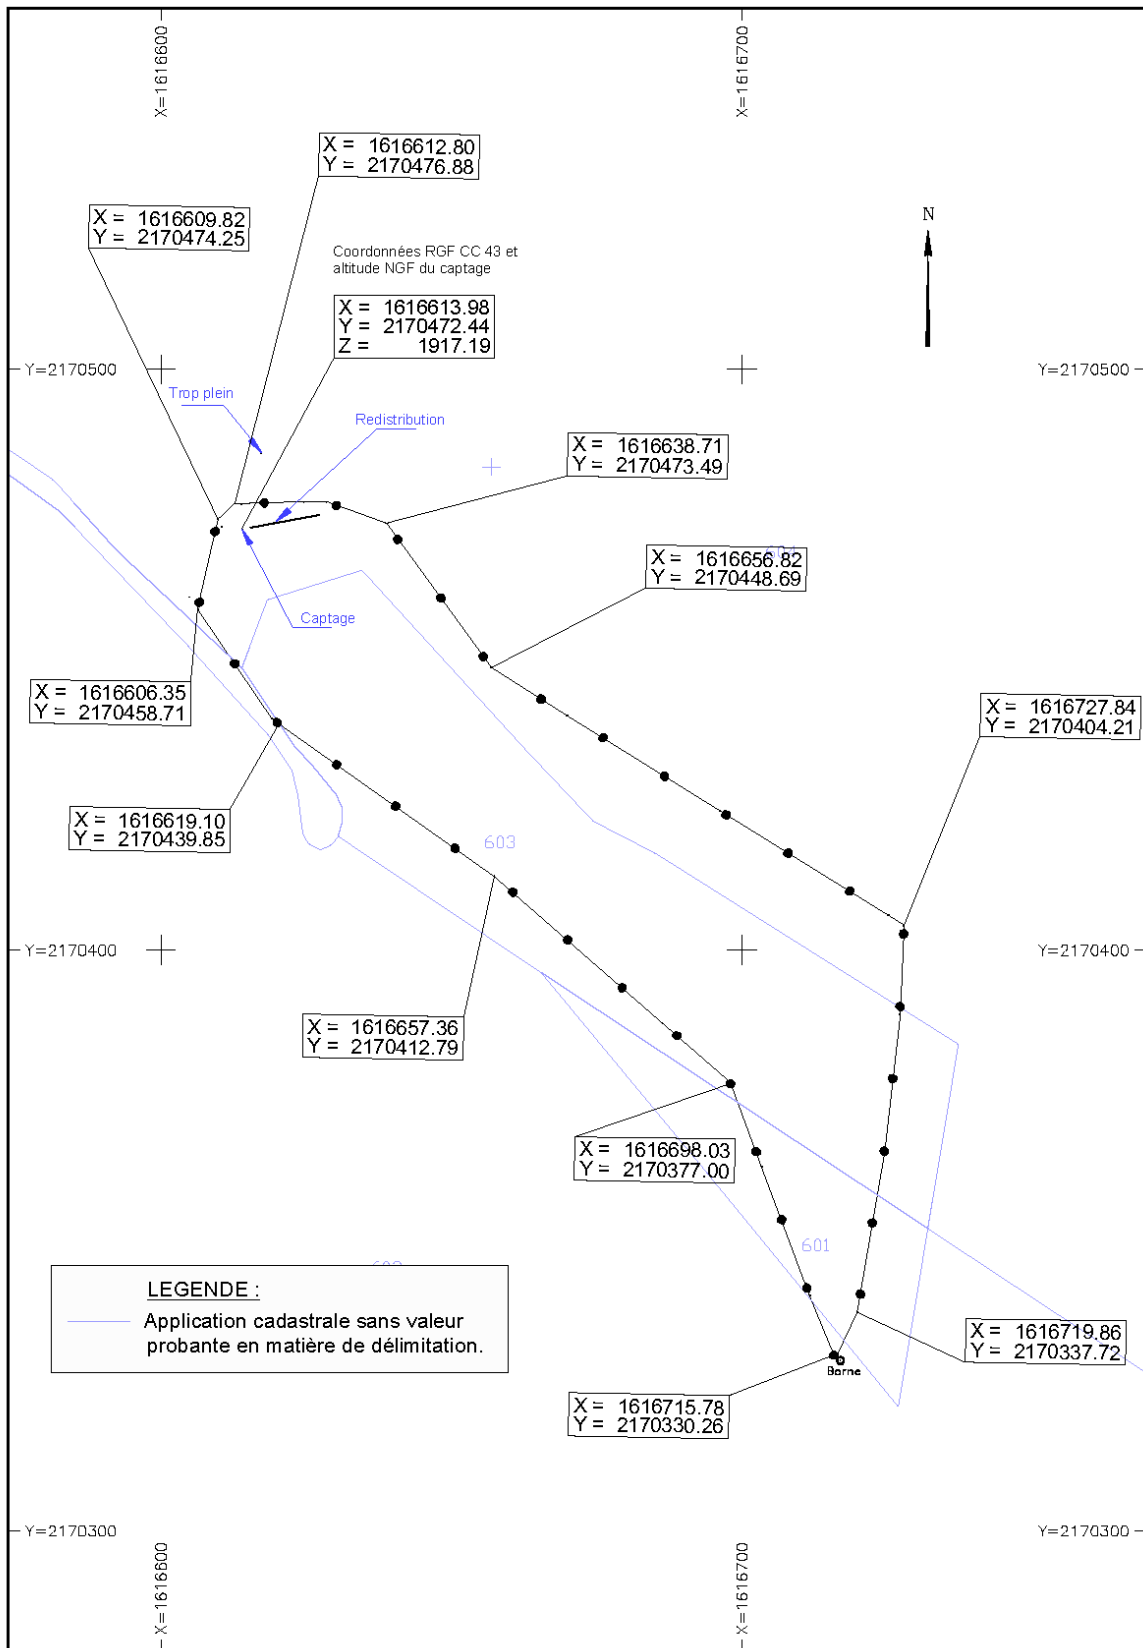 X=1616600
X=1616700
X = 1616612.80
Y = 2170476.88
X = 1616609.82
Y = 2170474.25
N
Coordonnées RGF CC 43 et
altitude NGF du captage
X = 1616613.98
Y = 2170472.44
Z = 1917.19
Y=2170500
Y=2170500
Trop plein
Redistribution
X = 1616638.71
Y = 2170473.49
604
X = 1616656.82
Y = 2170448.69
Captage
X = 1616606.35
Y = 2170458.71
X = 1616727.84
Y = 2170404.21
X = 1616619.10
Y = 2170439.85
603
Y=2170400
Y=2170400
X = 1616657.36
Y = 2170412.79
X = 1616698.03
Y = 2170377.00
601
LEGENDE :
Application cadastrale sans valeur
probante en matière de délimitation.
X = 1616719.86
Y = 2170337.72
Borne
X = 1616715.78
Y = 2170330.26
Y=2170300
Y=2170300
X=1616600
X=1616700